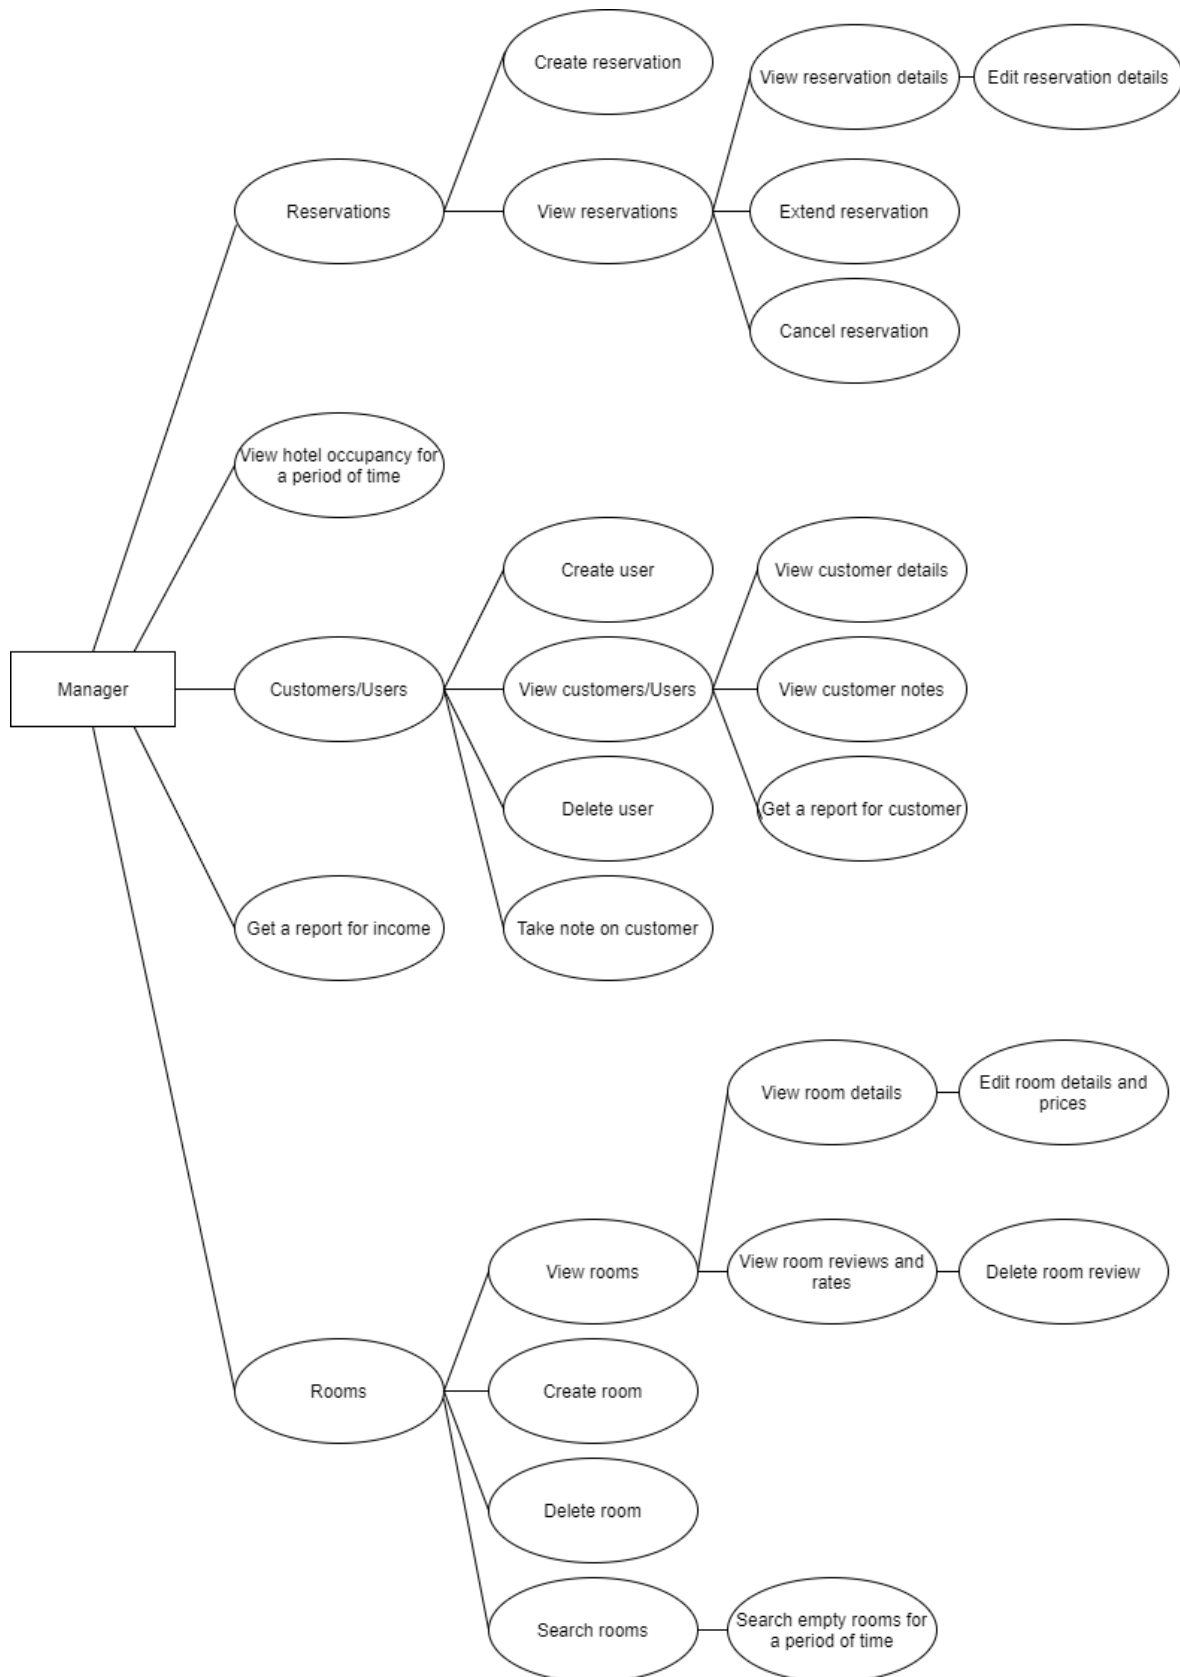 Create reservation
View reservation details
Edit reservation details
Reservations
View reservations
Extend reservation
Cancel reservation
View hotel occupancy for
a period of time
Create user
View customer details
Manager
Customers/Users
View customers/Users
View customer notes
Delete user
Get a report for customer
Get a report for income
Take note on customer
View room details
Edit room details and
prices
View rooms
View room reviews and
rates
Delete room review
Rooms
Create room
Delete room
Search rooms
Search empty rooms for
a period of time